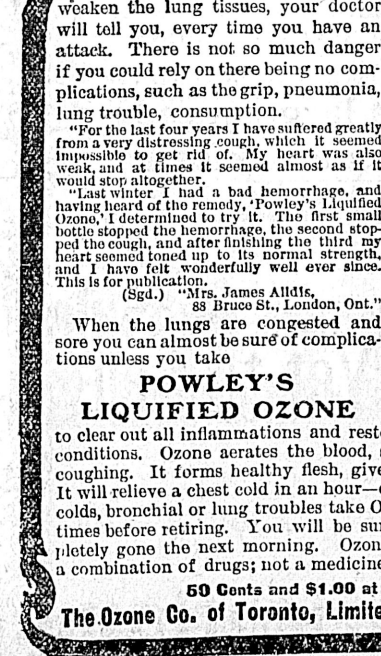 weaken the lung tissues, your doctor
will tell you, every time you have an
attack. There is not so much danger
if you could rely on there being no com-
plications, such as the grip, pneumonia,
lung trouble, consumption.
"For the last four years I have suffered greatly
from a very distressing cough, which it seemed
impossible to get rid of. My heart was also
weak, and at times it seemed almost as if it
would stop altogether.
"Last winter I had a bad hemorrhage, and
having heard of the remedy, 'Powley's Liquified
Ozone,' I determined to try it. The first small
bottle stopped the hemorrhage, the second stop-
ped the cough, and after finishing the third my
heart seemed toned up to its normal strength,
and I have felt wonderfully well ever since.
This is for publication.
(Sgd.) "Mrs. James Alldis,
88 Bruce St., London, Ont."
When the lungs are congested and
sore you can almost be sure of complica-
tions unless you take
POWLEY'S
LIQUIFIED OZONE
to clear out all inflammations and rest
conditions. Ozone aerates the blood,
coughing. It forms healthy flesh, give
It will relieve a chest cold in an hour—
colds, bronchial or lung troubles take O
times before retiring. You will be sur
pletely gone the next morning. Ozon
a combination of drugs; not a medicine
50 Cents and $1.00 at
The Ozone Co. of Toronto, Limite